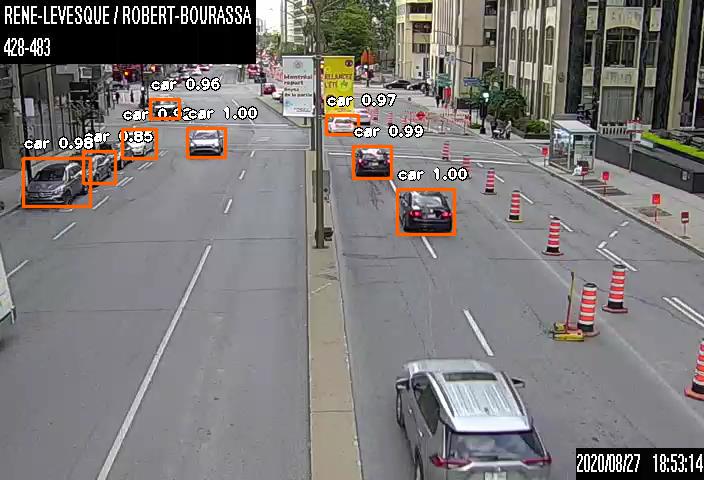 RENE-LEVESQUE / ROBERT-BOURASSA
428-483
car 0.96
car 1.00
car 0.97
car 0.98
car 0.85
car 0.99
car 1.00
Montréal
2020/08/27 18:53:14